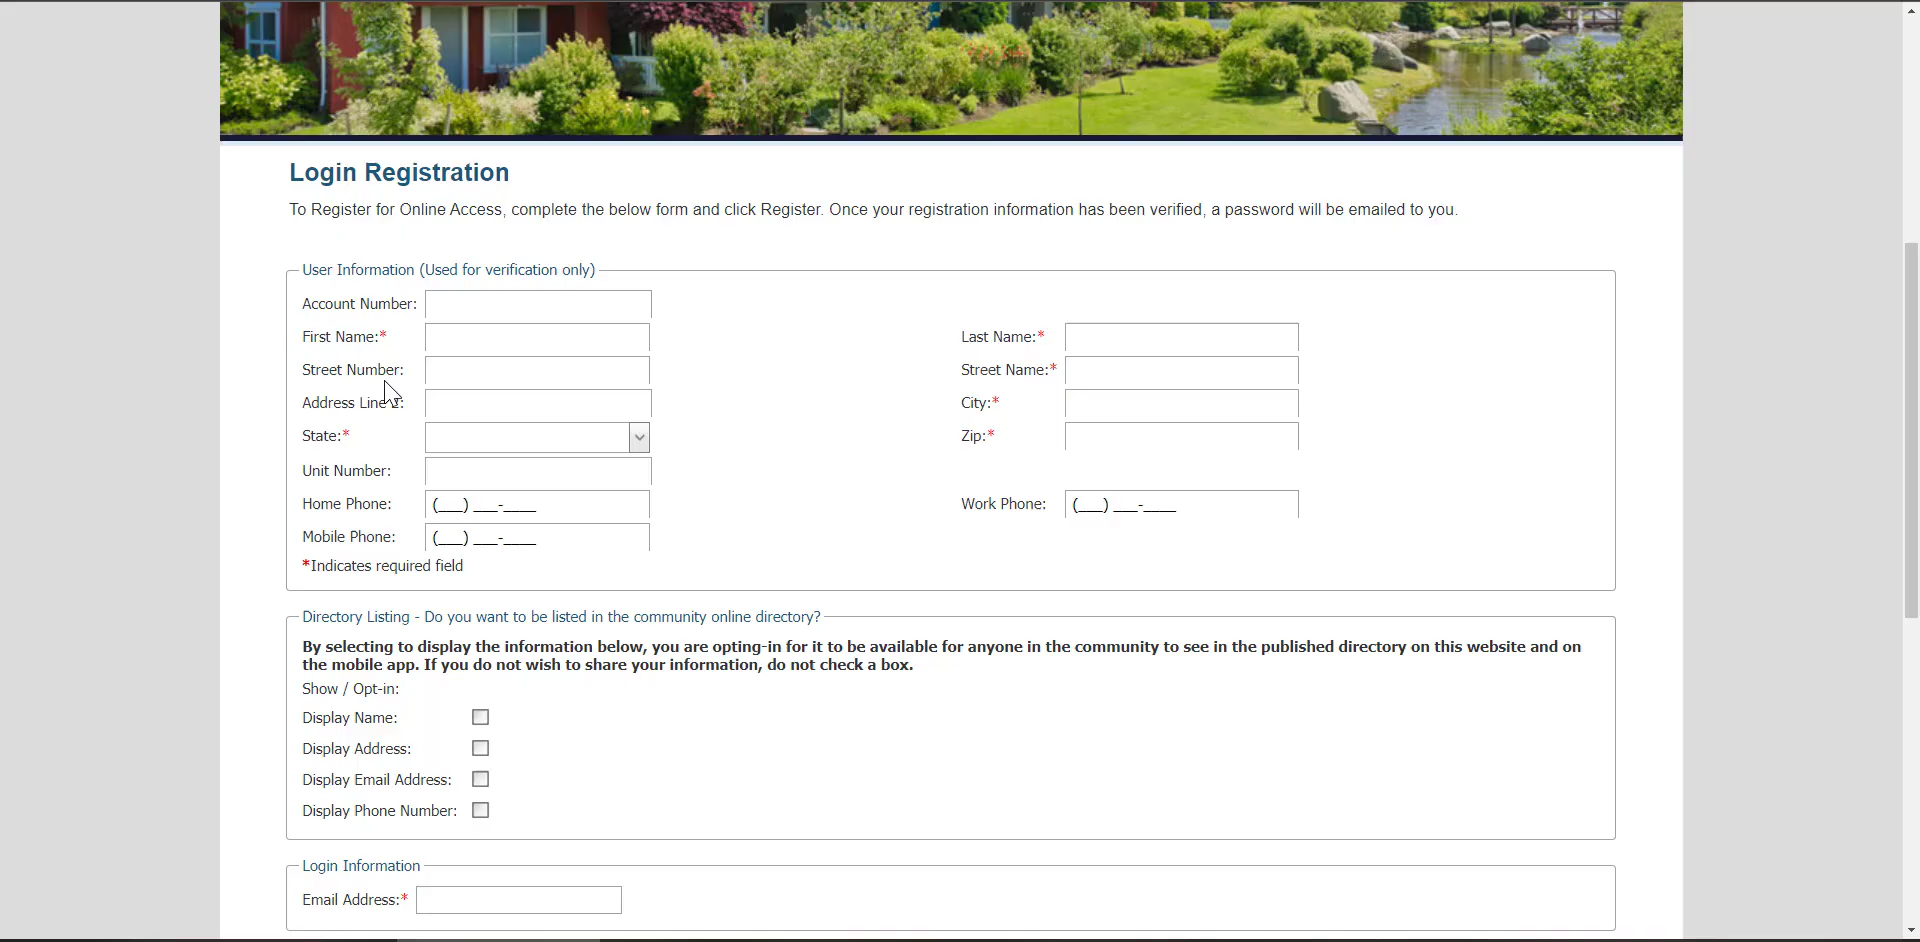 Login Registration
To Register for Online Access, complete the below form and click Register. Once your registration information has been verified, a password will be emailed to you.
User Information (Used for verification only)
Account Number:
First Name:* Last Name:*
Street Number: Street Name:*
Address Line 2: City:*
State:* Zip:*
Unit Number:
Home Phone: (___) ___-____ Work Phone: (___) ___-____
Mobile Phone: (___) ___-____
*Indicates required field
Directory Listing - Do you want to be listed in the community online directory?
By selecting to display the information below, you are opting-in for it to be available for anyone in the community to see in the published directory on this website and on
the mobile app. If you do not wish to share your information, do not check a box.
Show / Opt-in:
Display Name:
Display Address:
Display Email Address:
Display Phone Number:
Login Information
Email Address:*